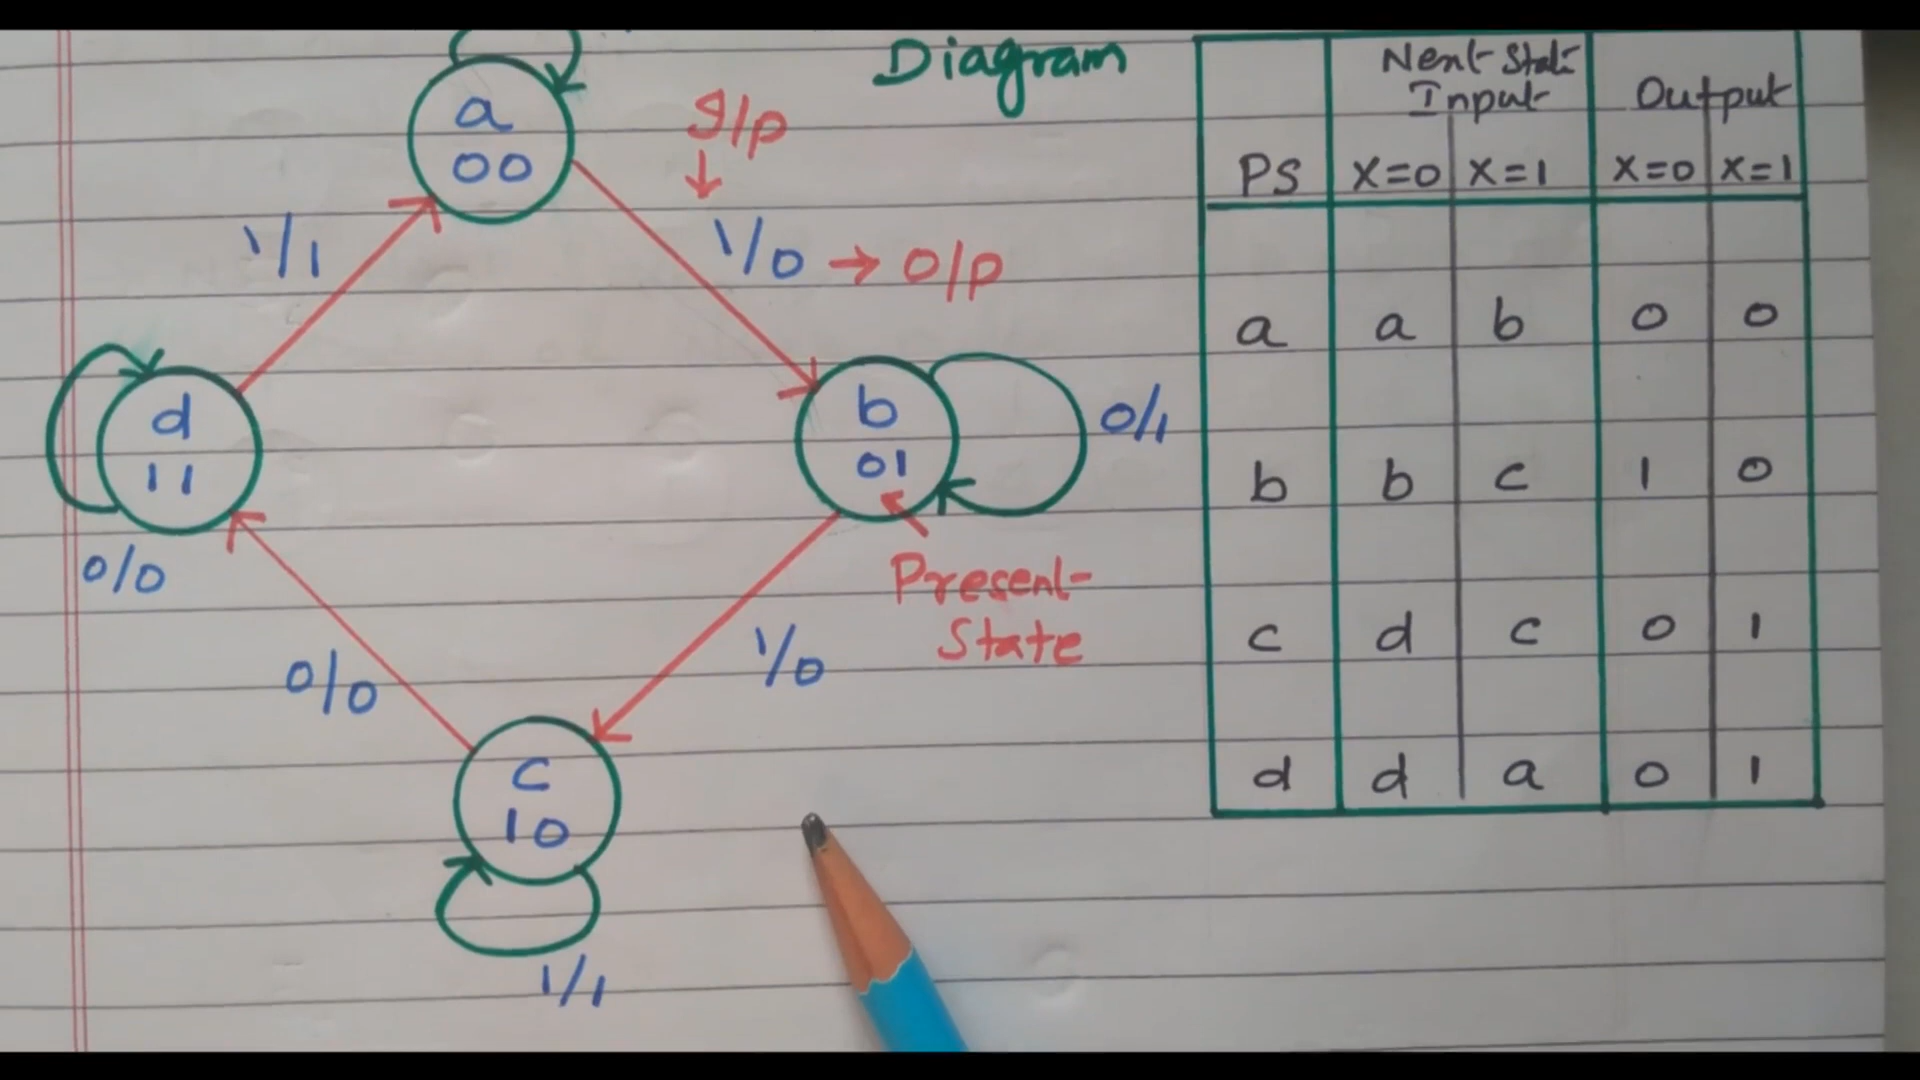 Diagram
a
00
I/p
↓
1/0 → O/p
1/1
d
11
0/0
b
01
0/1
Present
State
0/0
1/0
c
10
1/1
Next State
Input Output
PS X=0 X=1 X=0 X=1
a a b 0 0
b b c 1 0
c d c 0 1
d d a 0 1